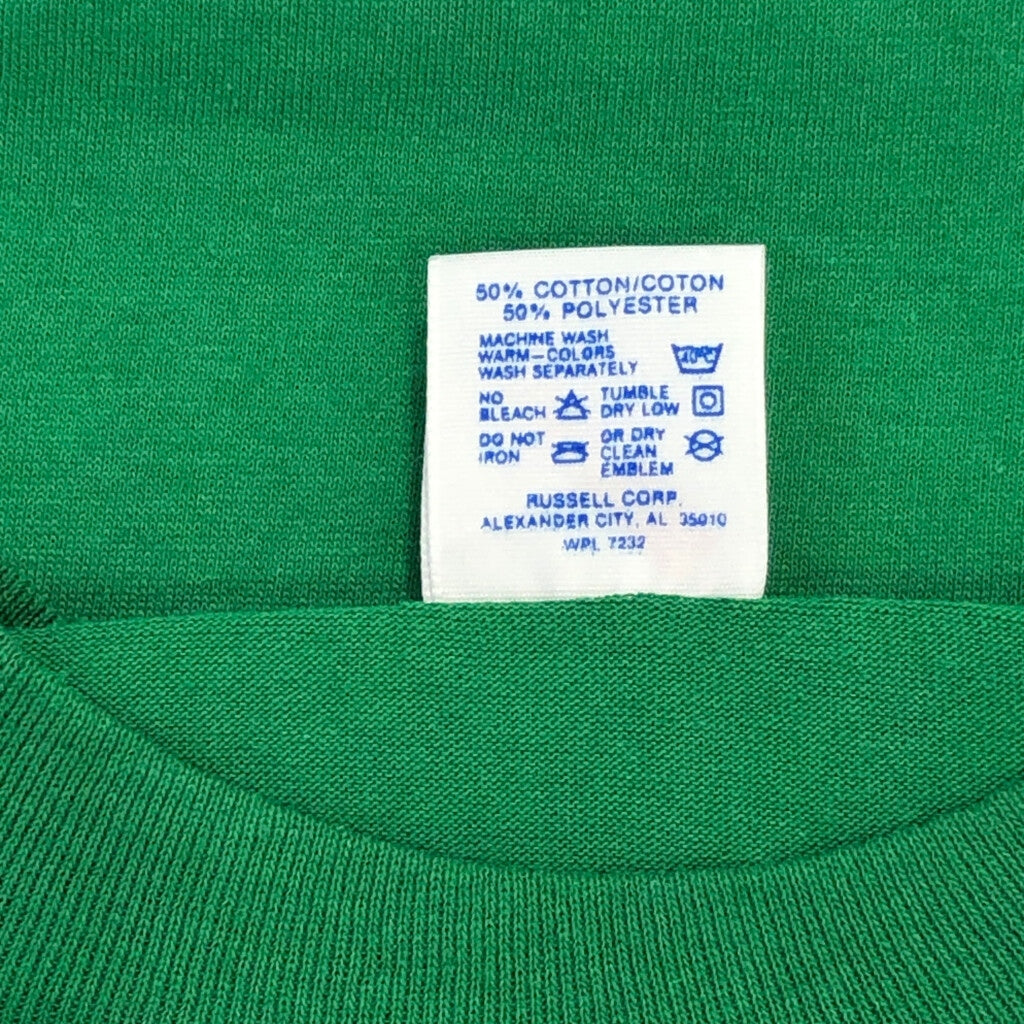 50% COTTON/COTON
50% POLYESTER
MACHINE WASH
WARM-COLORS
WASH SEPARATELY
40°C
NO
BLEACH
TUMBLE
DRY LOW
DO NOT
IRON
OR DRY
CLEAN
EMBLEM
RUSSELL CORP.
ALEXANDER CITY, AL 35010
WPL 7232